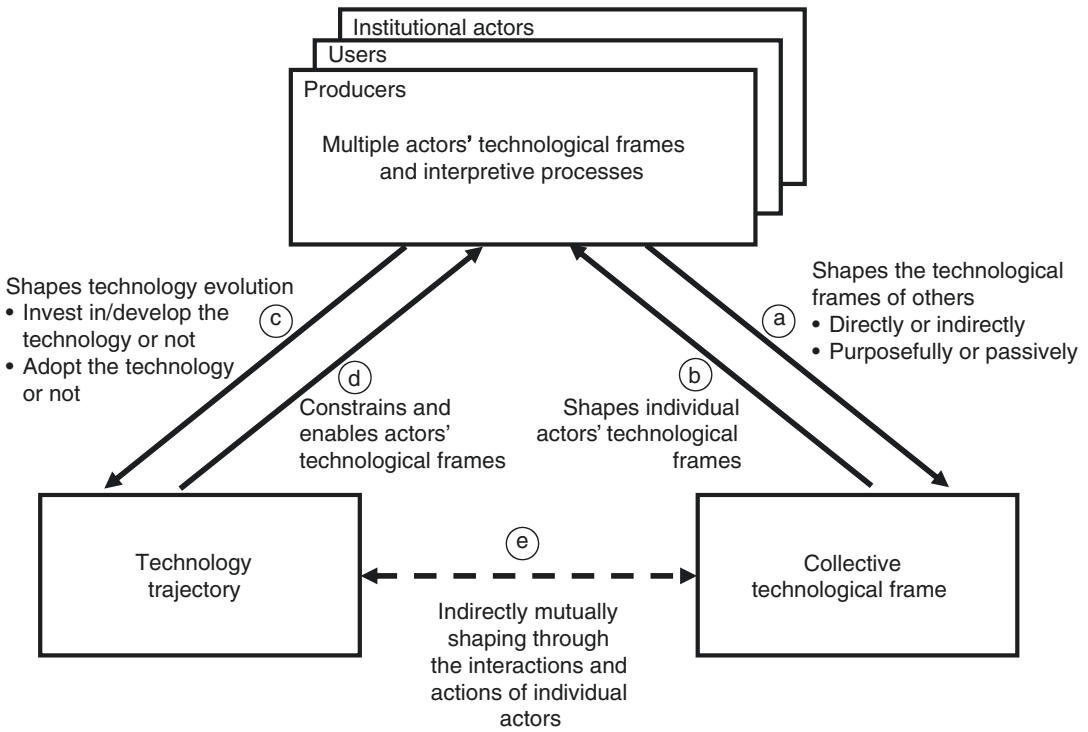 Institutional actors
Users
Producers
Multiple actors' technological frames
and interpretive processes
Shapes technology evolution
• Invest in/develop the
technology or not
• Adopt the technology
or not
c
d
Constrains and
enables actors'
technological frames
Shapes the technological
frames of others
• Directly or indirectly
• Purposefully or passively
a
b
Shapes individual
actors' technological
frames
Technology
trajectory
e
Indirectly mutually
shaping through
the interactions and
actions of individual
actors
Collective
technological frame